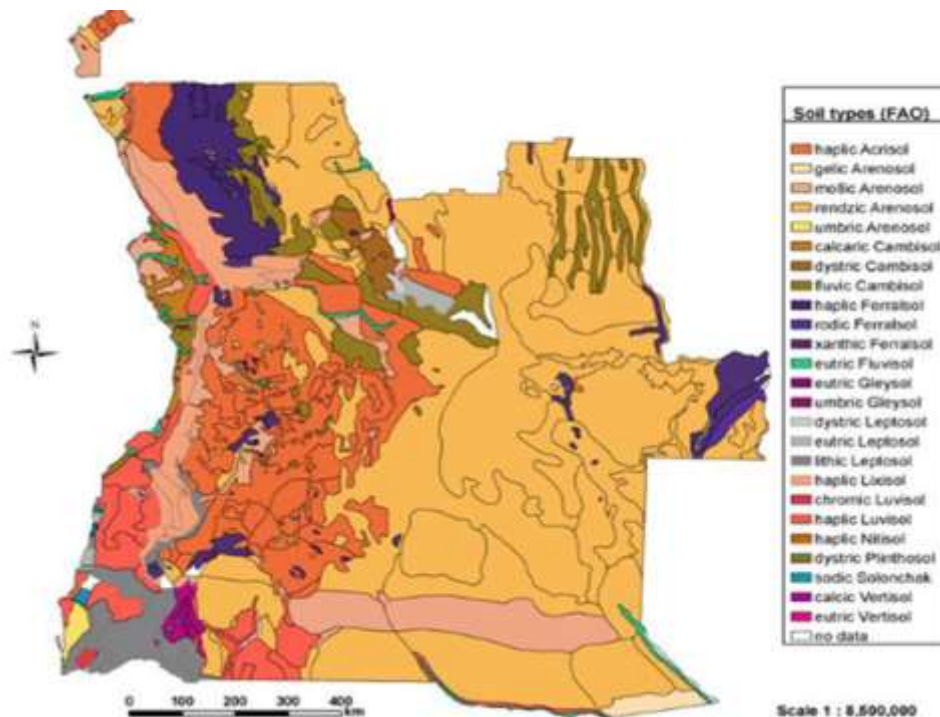 Soil types (FAO)
haplic Acrisol
gelic Arenosol
mollic Arenosol
rendzic Arenosol
umbric Arenosol
calcaric Cambisol
dystric Cambisol
fluvic Cambisol
haplic Ferralsol
rodic Ferralsol
xanthic Ferralsol
eutric Fluvisol
eutric Gleysol
umbric Gleysol
dystric Leptosol
eutric Leptosol
lithic Leptosol
haplic Lixisol
chromic Luvisol
haplic Luvisol
haplic Nitisol
dystric Plinthosol
sodic Solonchak
calcic Vertisol
eutric Vertisol
no data
N
0 100 200 300 400
km
Scale 1 : 8,500,000